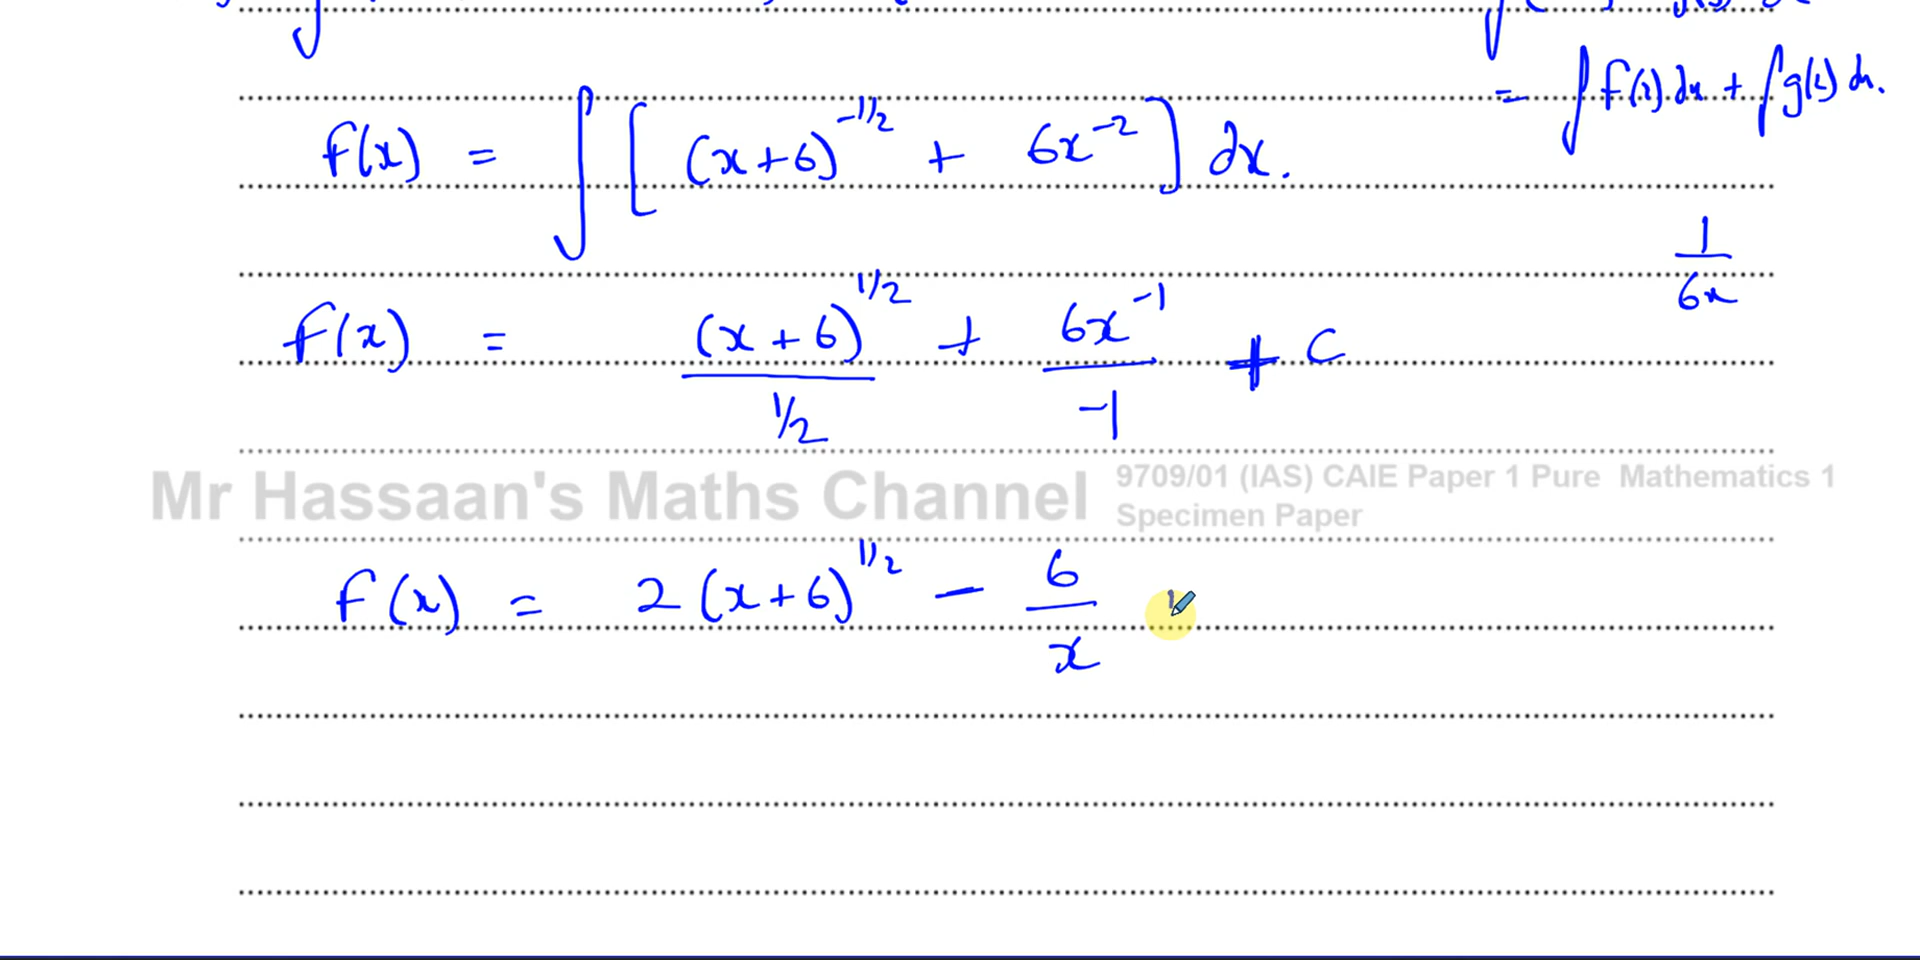 = ∫ f(x) dx + ∫ g(x) dx.
f(x) = ∫ [ (x+6)^-1/2 + 6x^-2 ] dx.
1/6x
f(x) = (x+6)^1/2 / 1/2 + 6x^-1 / -1 + C
Mr Hassaan's Maths Channel
9709/01 (IAS) CAIE Paper 1 Pure Mathematics 1
Specimen Paper
f(x) = 2(x+6)^1/2 - 6/x